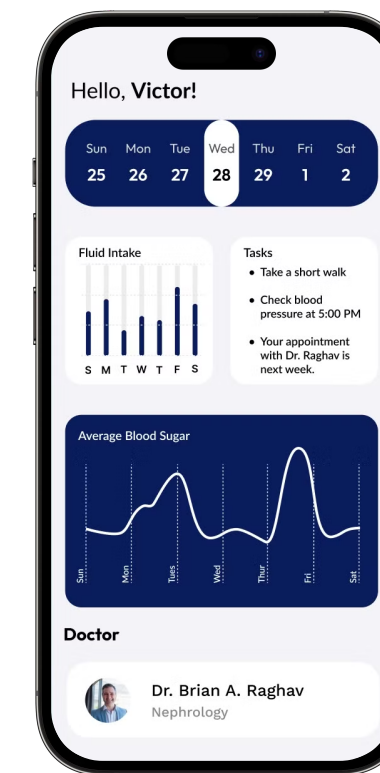 Hello, Victor!
Sun Mon Tue Wed Thu Fri Sat
25 26 27 28 29 1 2
Fluid Intake
S M T W T F S
Tasks
• Take a short walk
• Check blood
pressure at 5:00 PM
• Your appointment
with Dr. Raghav is
next week.
Average Blood Sugar
Sun Mon Tues Wed Thur Fri Sat
Doctor
Dr. Brian A. Raghav
Nephrology